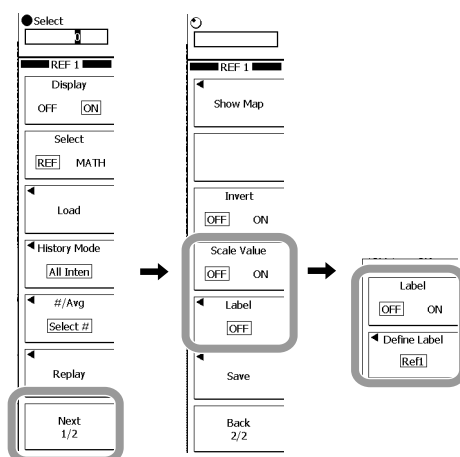 Select
0
REF 1
Display
OFF ON
Select
REF MATH
Load
History Mode
All Inten
#/Avg
Select #
Replay
Next
1/2
REF 1
Show Map
Invert
OFF ON
Scale Value
OFF ON
Label
OFF
Save
Back
2/2
Label
OFF ON
Define Label
Ref1